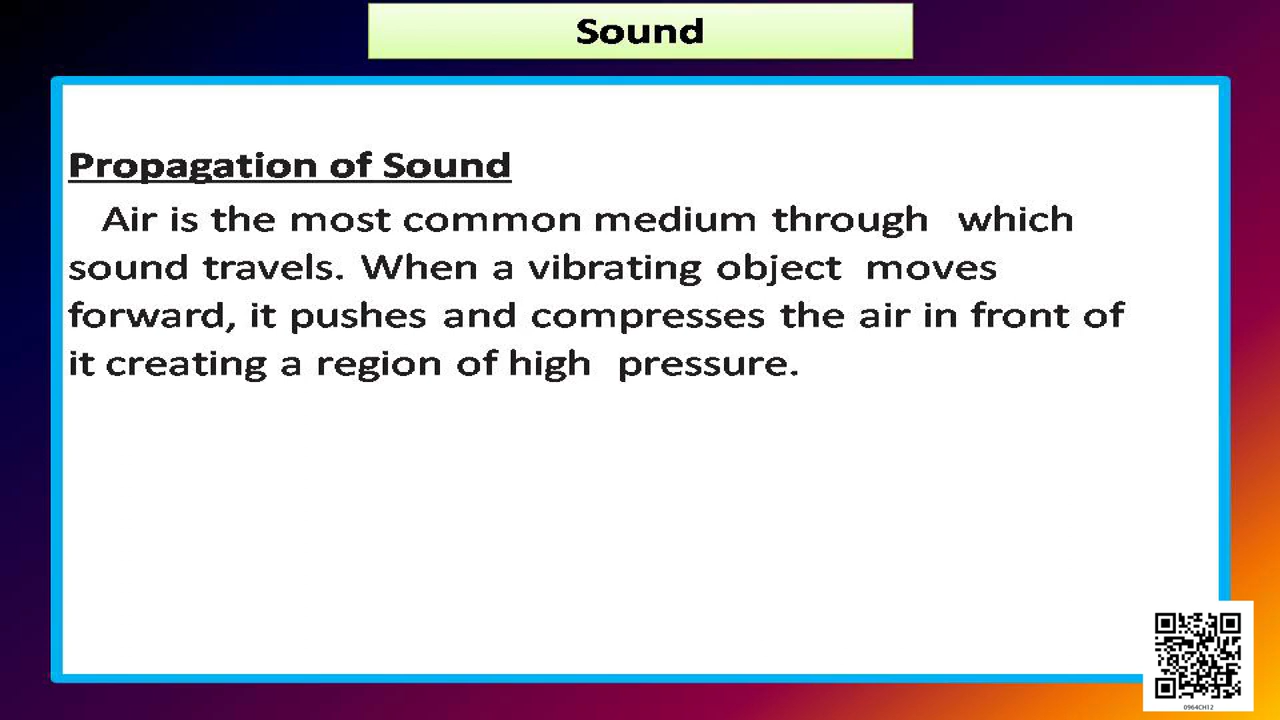 Sound
Propagation of Sound
Air is the most common medium through which
sound travels. When a vibrating object moves
forward, it pushes and compresses the air in front of
it creating a region of high pressure.
0964CH12